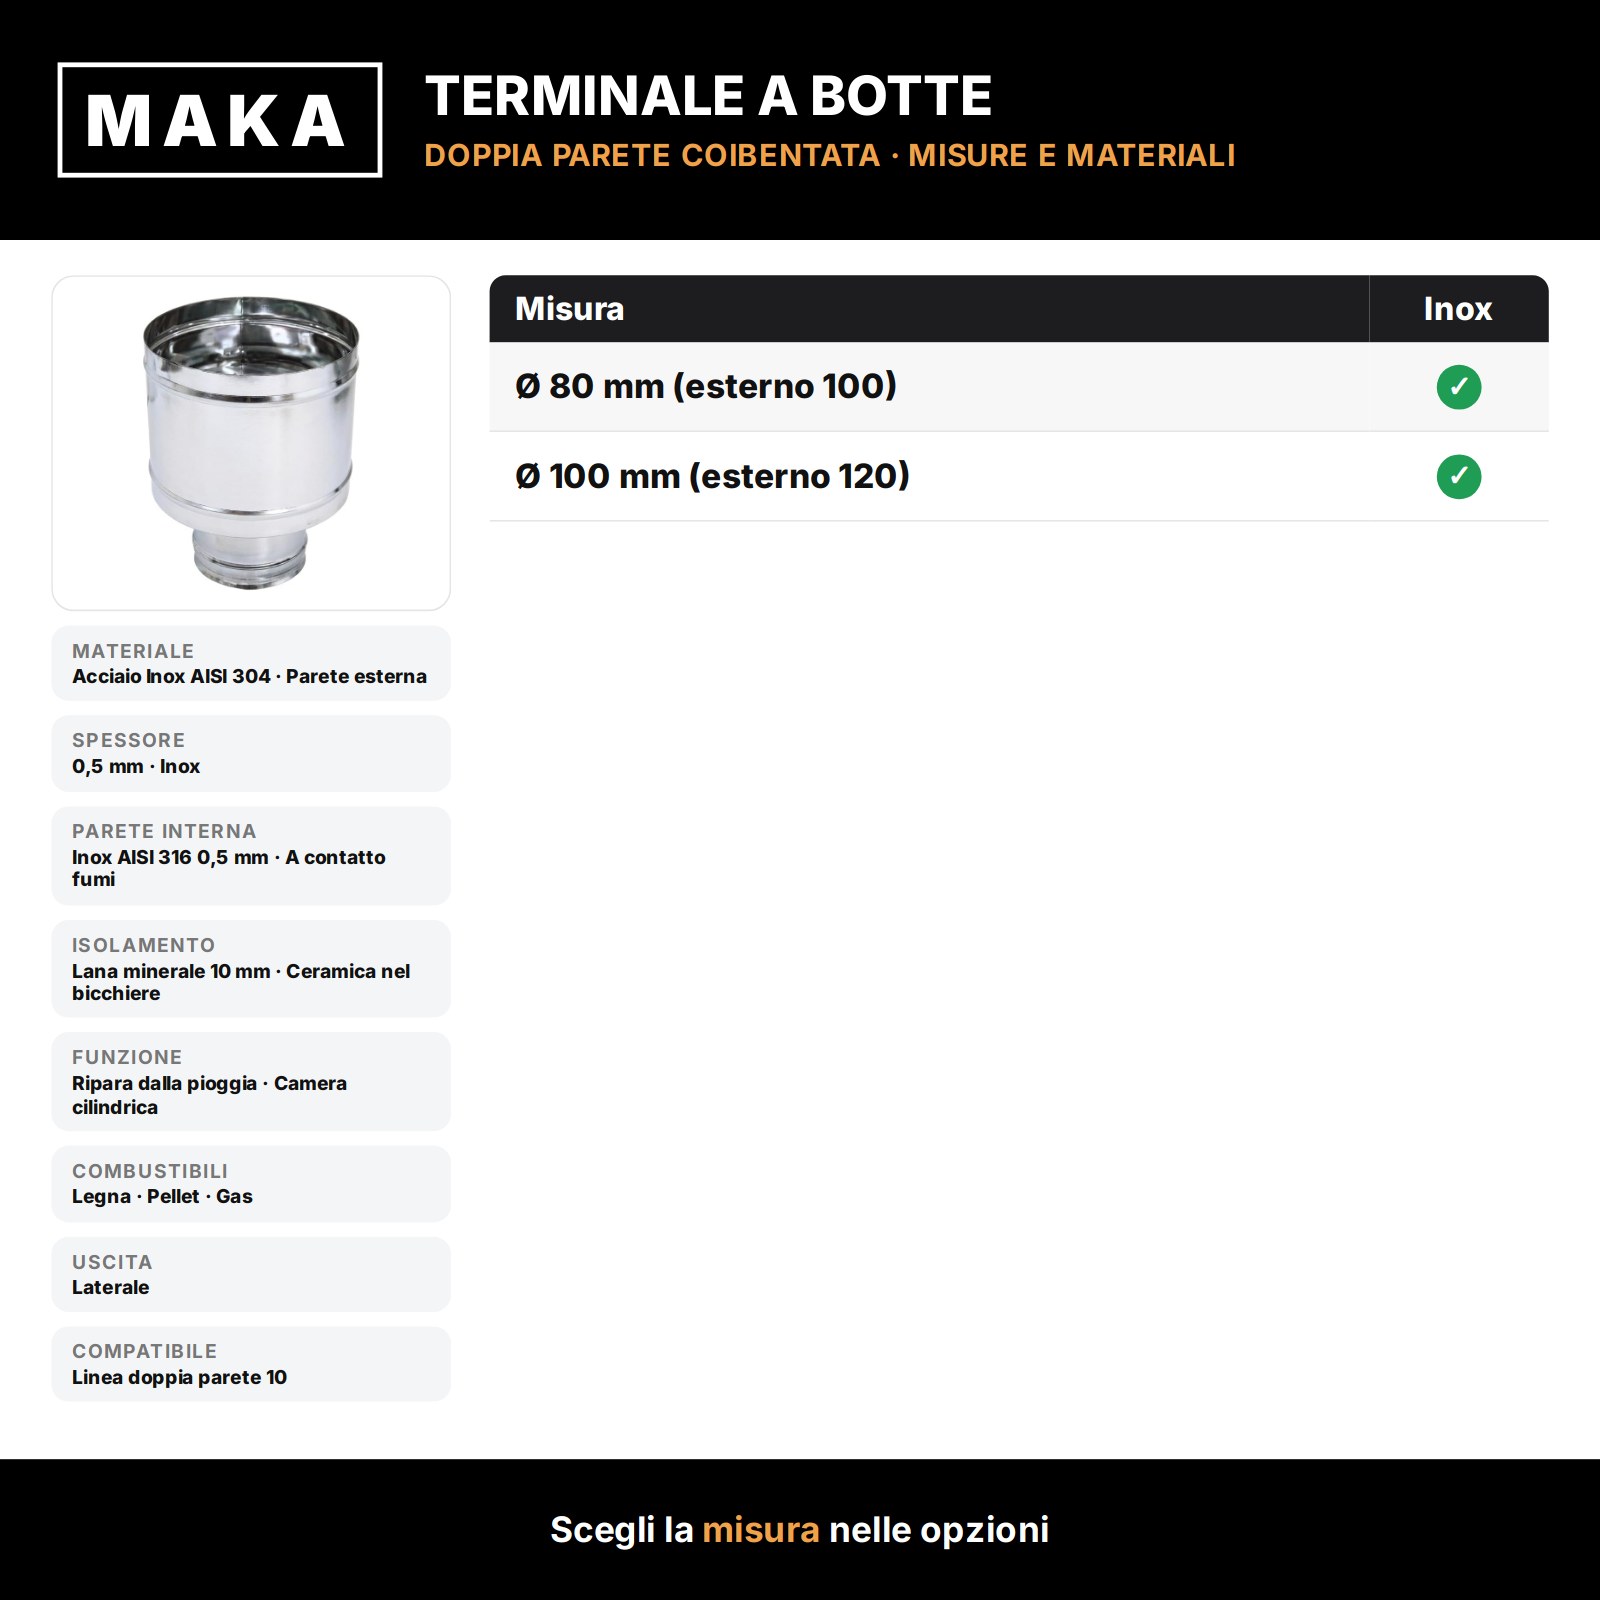 MAKA
TERMINALE A BOTTE
DOPPIA PARETE COIBENTATA · MISURE E MATERIALI
Misura Inox
Ø 80 mm (esterno 100) ✓
Ø 100 mm (esterno 120) ✓
MATERIALE
Acciaio Inox AISI 304 · Parete esterna
SPESSORE
0,5 mm · Inox
PARETE INTERNA
Inox AISI 316 0,5 mm · A contatto
fumi
ISOLAMENTO
Lana minerale 10 mm · Ceramica nel
bicchiere
FUNZIONE
Ripara dalla pioggia · Camera
cilindrica
COMBUSTIBILI
Legna · Pellet · Gas
USCITA
Laterale
COMPATIBILE
Linea doppia parete 10
Scegli la misura nelle opzioni